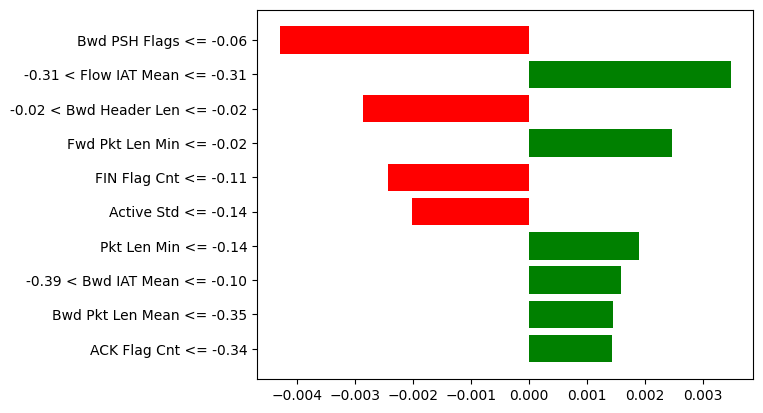 Bwd PSH Flags <= -0.06
-0.31 < Flow IAT Mean <= -0.31
-0.02 < Bwd Header Len <= -0.02
Fwd Pkt Len Min <= -0.02
FIN Flag Cnt <= -0.11
Active Std <= -0.14
Pkt Len Min <= -0.14
-0.39 < Bwd IAT Mean <= -0.10
Bwd Pkt Len Mean <= -0.35
ACK Flag Cnt <= -0.34
−0.004 −0.003 −0.002 −0.001 0.000 0.001 0.002 0.003